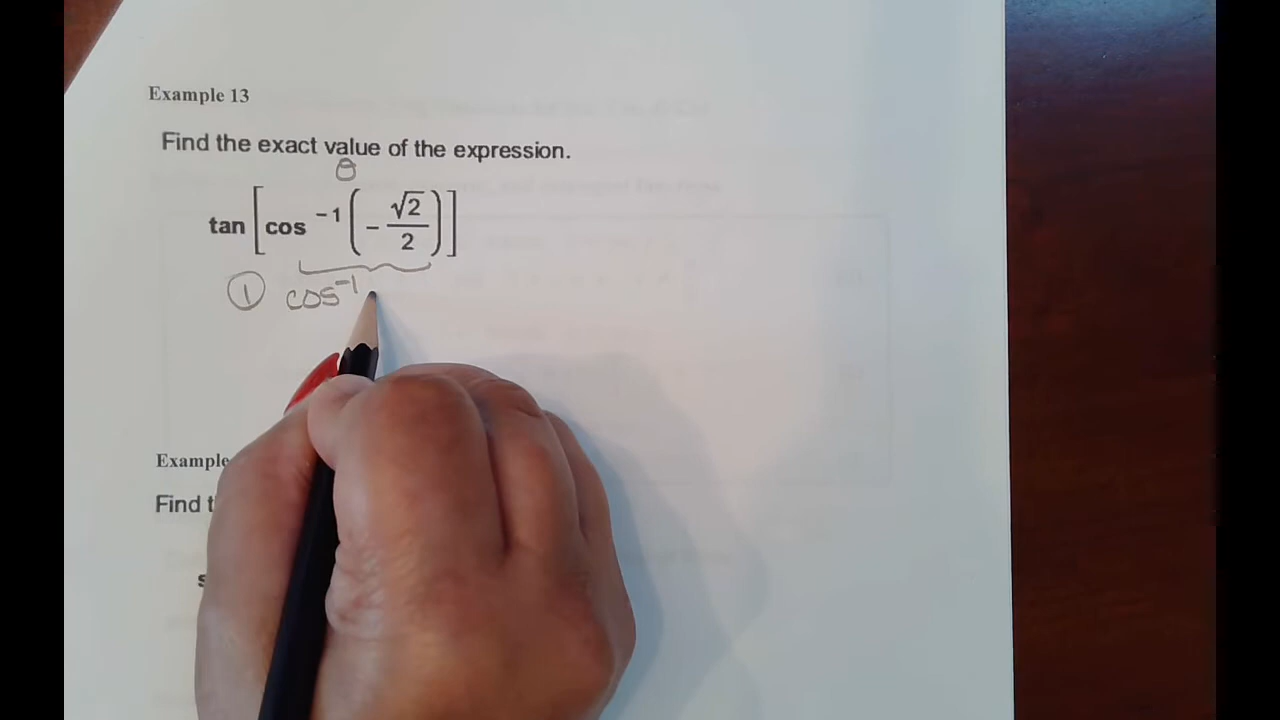 Example 13
Find the exact value of the expression.
θ
tan [cos⁻¹(-√2/2)]
① cos⁻¹
Example
Find t
s